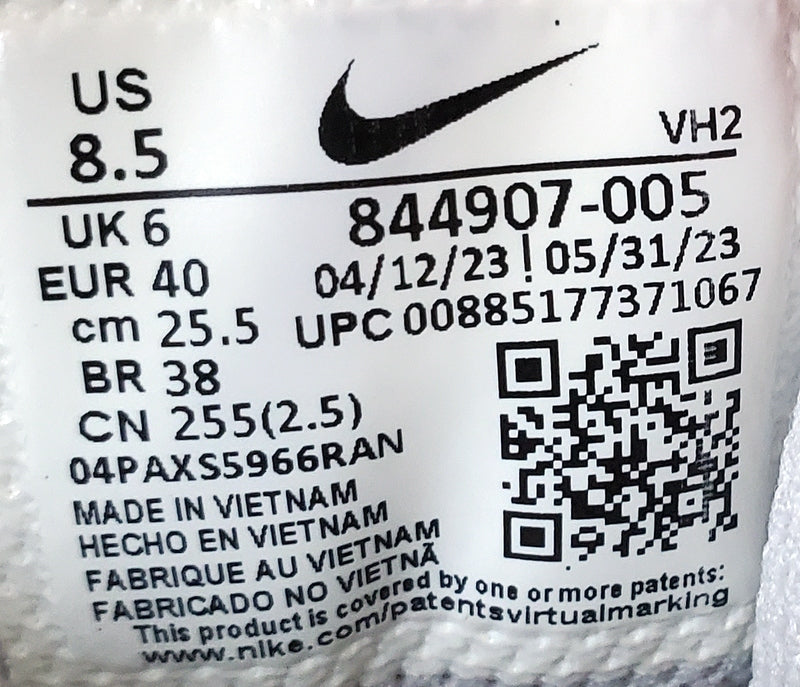 US
8.5
VH2
UK 6
844907-005
EUR 40
04/12/23 ! 05/31/23
cm 25.5
UPC 00885177371067
BR 38
CN 255(2.5)
04PAXS5966RAN
MADE IN VIETNAM
HECHO EN VIETNAM
FABRIQUE AU VIETNAM
FABRICADO NO VIETNÃ
This product is covered by one or more patents:
www.nike.com/patentsvirtualmarking